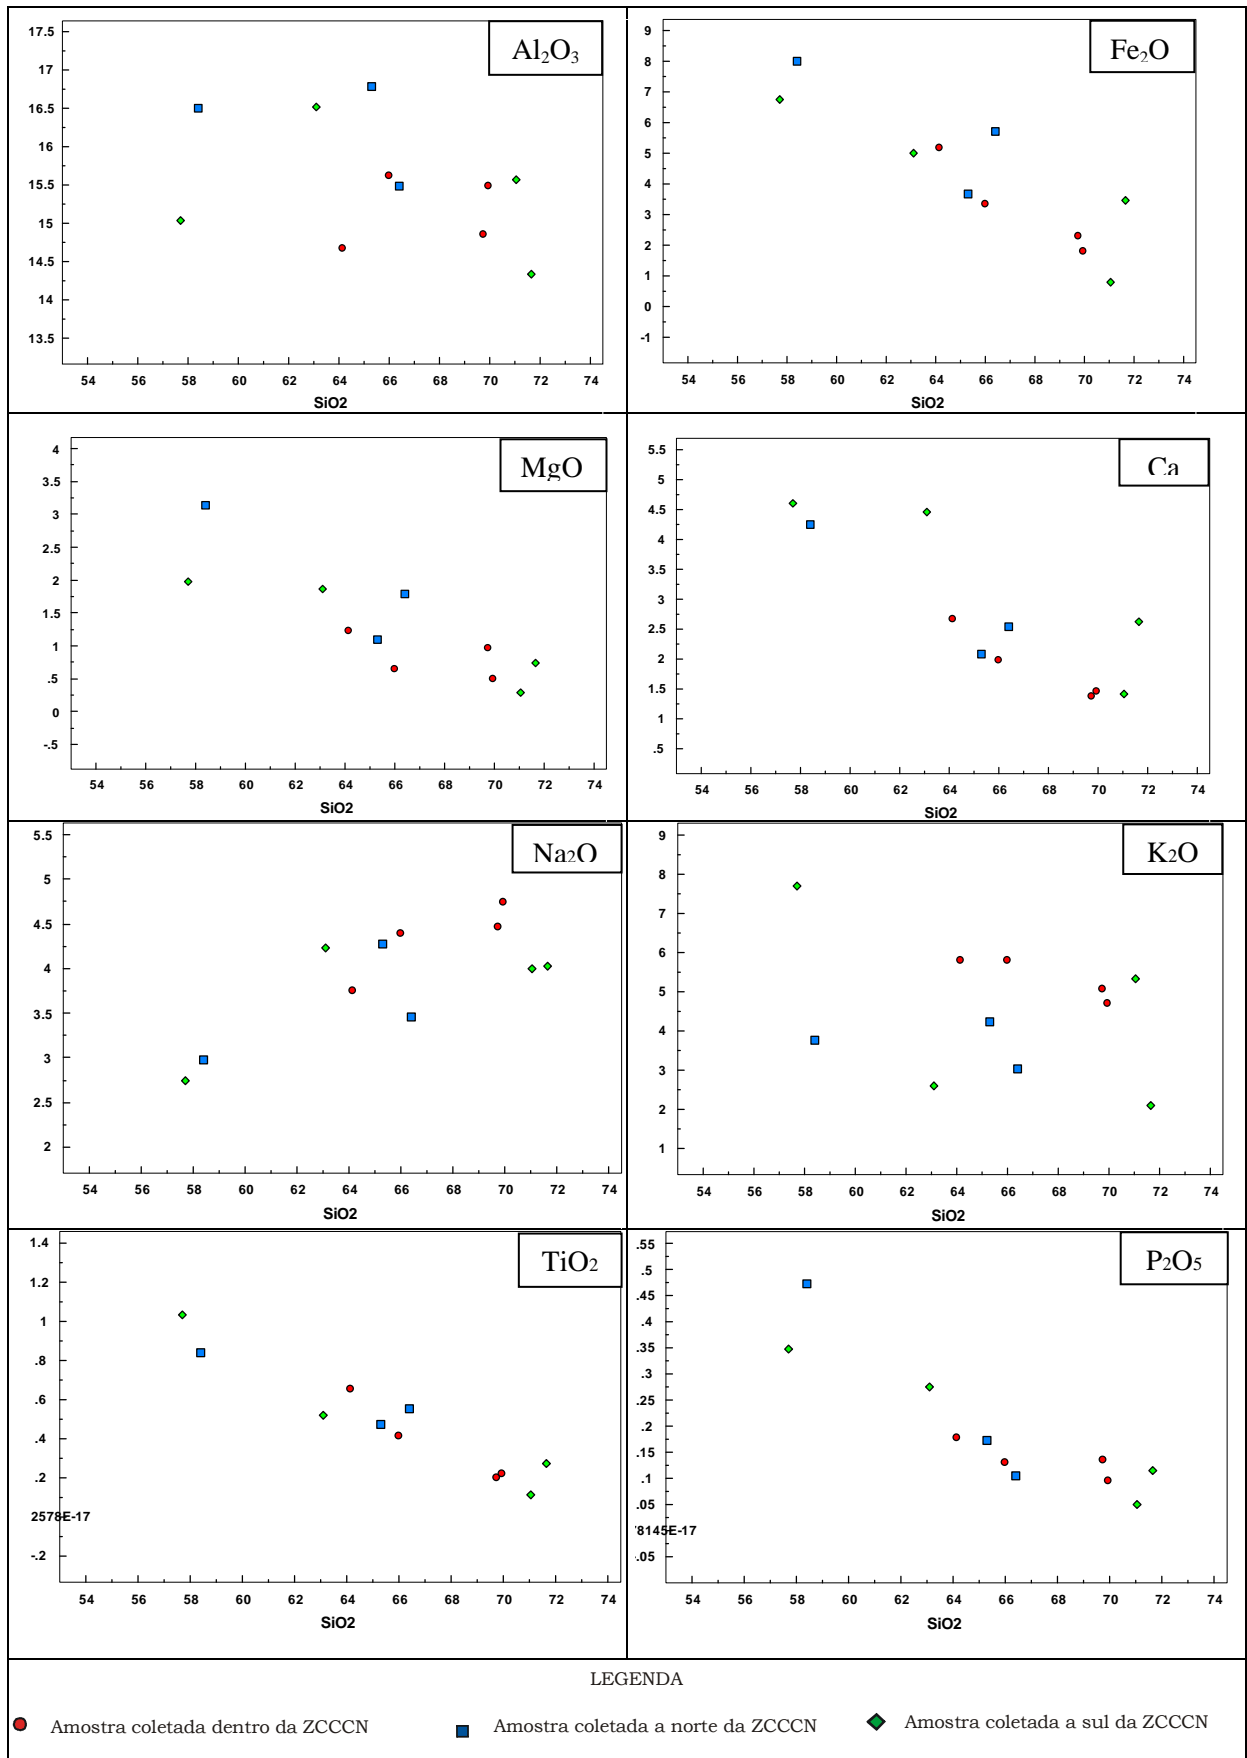 Al₂O₃
17.5
17
16.5
16
15.5
15
14.5
14
13.5
54 56 58 60 62 64 66 68 70 72 74
SiO2
Fe₂O
9
8
7
6
5
4
3
2
1
0
-1
54 56 58 60 62 64 66 68 70 72 74
SiO2
MgO
4
3.5
3
2.5
2
1.5
1
.5
0
-.5
54 56 58 60 62 64 66 68 70 72 74
SiO2
Ca
5.5
5
4.5
4
3.5
3
2.5
2
1.5
1
.5
54 56 58 60 62 64 66 68 70 72 74
SiO2
Na₂O
5.5
5
4.5
4
3.5
3
2.5
2
54 56 58 60 62 64 66 68 70 72 74
SiO2
K₂O
9
8
7
6
5
4
3
2
1
54 56 58 60 62 64 66 68 70 72 74
SiO2
TiO₂
1.4
1.2
1
.8
.6
.4
.2
2578E-17
-.2
54 56 58 60 62 64 66 68 70 72 74
SiO2
P₂O₅
.55
.5
.45
.4
.35
.3
.25
.2
.15
.1
.05
8145E-17
.05
54 56 58 60 62 64 66 68 70 72 74
SiO2
LEGENDA
Amostra coletada dentro da ZCCCN
Amostra coletada a norte da ZCCCN
Amostra coletada a sul da ZCCCN